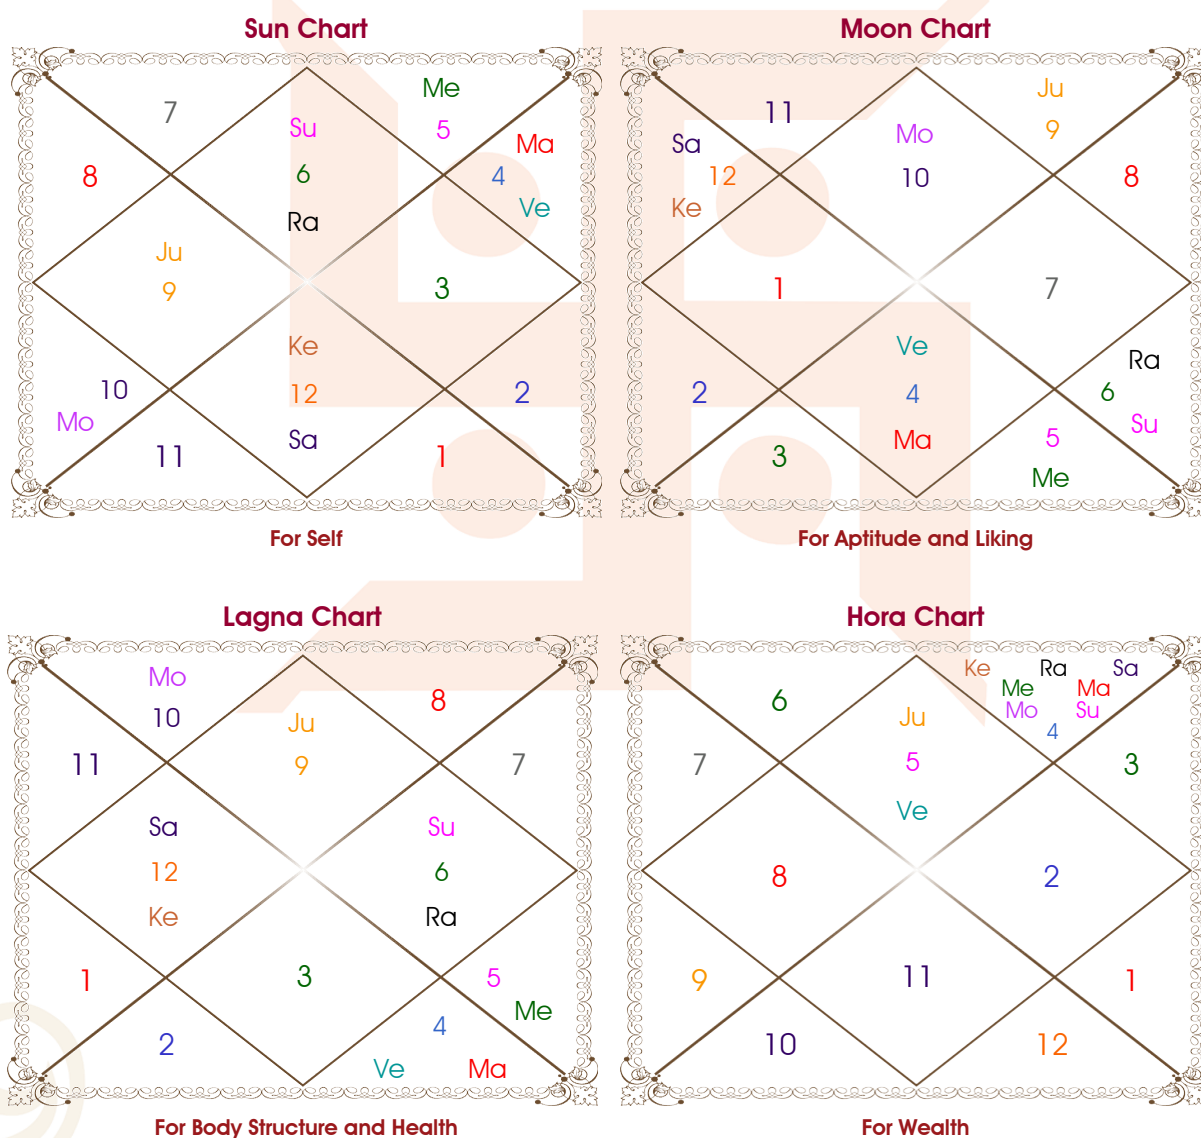 Sun Chart
7
Me
5
Su
6
Ra
8
Ma
4
Ve
Ju
9
3
Ke
12
Sa
10
Mo
2
11
1
For Self
Moon Chart
11
Ju
9
Mo
10
Sa
12
Ke
8
1
7
Ve
4
Ma
Ra
6
Su
2
5
Me
3
For Aptitude and Liking
Lagna Chart
Mo
10
8
Ju
9
11
7
Sa
12
Ke
Su
6
Ra
1
3
5
Me
2
4
Ve Ma
For Body Structure and Health
Hora Chart
Ke Ra Sa
Me Ma
Mo Su
4
6
Ju
5
Ve
7
3
8
2
9
11
1
10
12
For Wealth